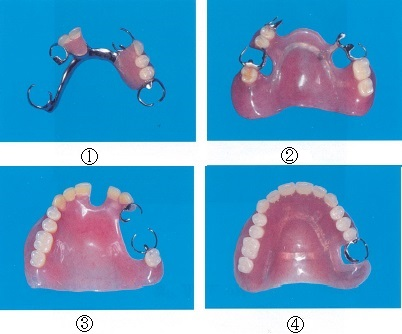 ①
②
③
④